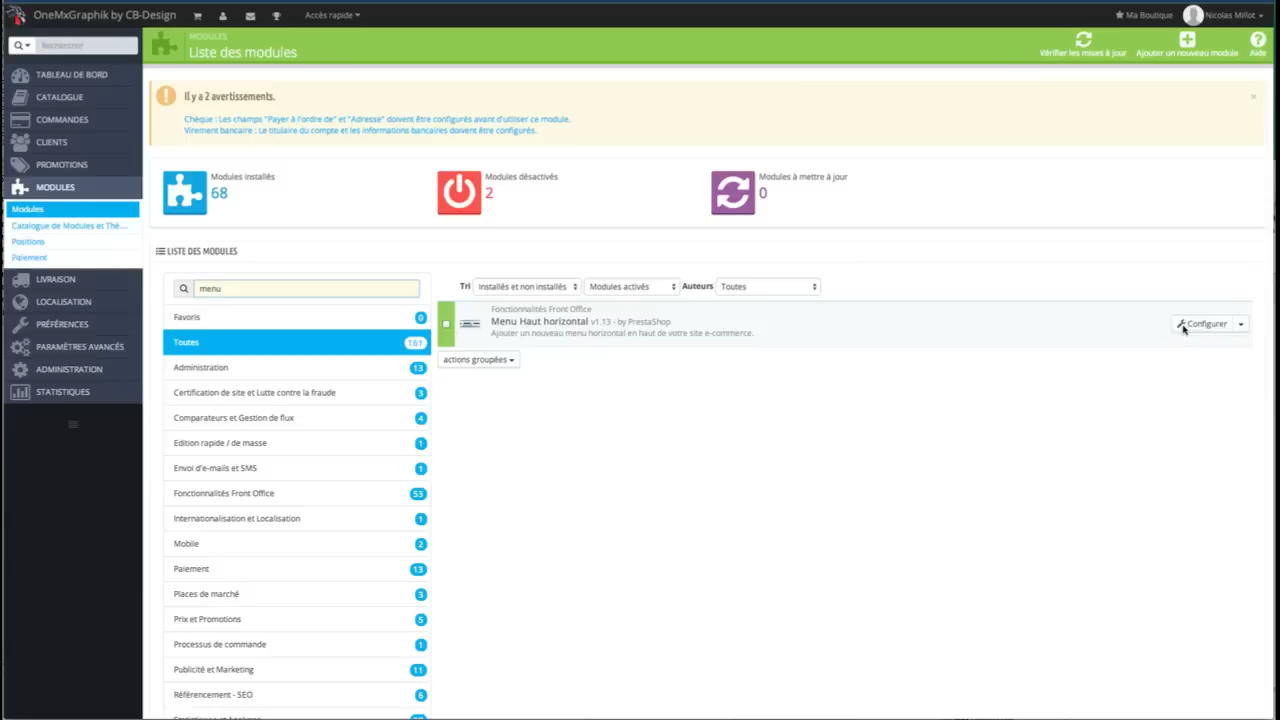 OneMxGraphik by CB-Design
Accès rapide
Ma Boutique
Nicolas Millot
Rechercher
MODULES
Liste des modules
Vérifier les mises à jour
Ajouter un nouveau module
Aide
TABLEAU DE BORD
CATALOGUE
COMMANDES
CLIENTS
PROMOTIONS
MODULES
Modules
Catalogue de Modules et Thè...
Positions
Paiement
LIVRAISON
LOCALISATION
PRÉFÉRENCES
PARAMÈTRES AVANCÉS
ADMINISTRATION
STATISTIQUES
Il y a 2 avertissements.
×
Chèque : Les champs "Payer à l'ordre de" et "Adresse" doivent être configurés avant d'utiliser ce module.
Virement bancaire : Le titulaire du compte et les informations bancaires doivent être configurés.
Modules installés
68
Modules désactivés
2
Modules à mettre à jour
0
LISTE DES MODULES
menu
Favoris 0
Toutes 161
Administration 13
Certification de site et Lutte contre la fraude 3
Comparateurs et Gestion de flux 4
Edition rapide / de masse 1
Envoi d'e-mails et SMS 1
Fonctionnalités Front Office 53
Internationalisation et Localisation 1
Mobile 2
Paiement 13
Places de marché 3
Prix et Promotions 5
Processus de commande 1
Publicité et Marketing 11
Référencement - SEO 6
Tri Installés et non installés Modules activés Auteurs Toutes
Fonctionnalités Front Office
Menu Haut horizontal v1.13 - by PrestaShop
Ajouter un nouveau menu horizontal en haut de votre site e-commerce.
Configurer
actions groupées